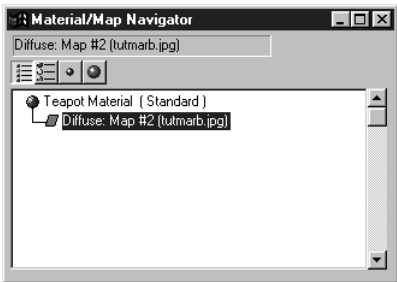 Material/Map Navigator
Diffuse: Map #2 (tutmarb.jpg)
Teapot Material ( Standard )
Diffuse: Map #2 (tutmarb.jpg)